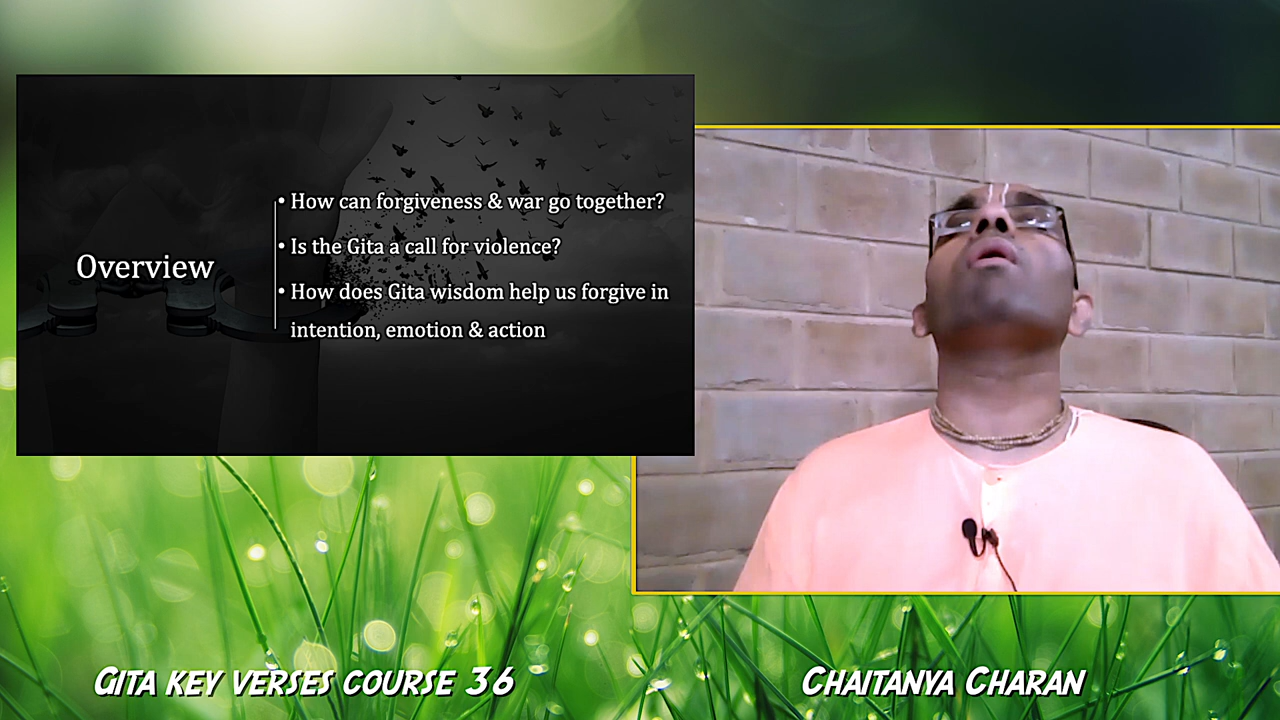 Overview
• How can forgiveness & war go together?
• Is the Gita a call for violence?
• How does Gita wisdom help us forgive in
intention, emotion & action
Gita key verses course 36
Chaitanya Charan